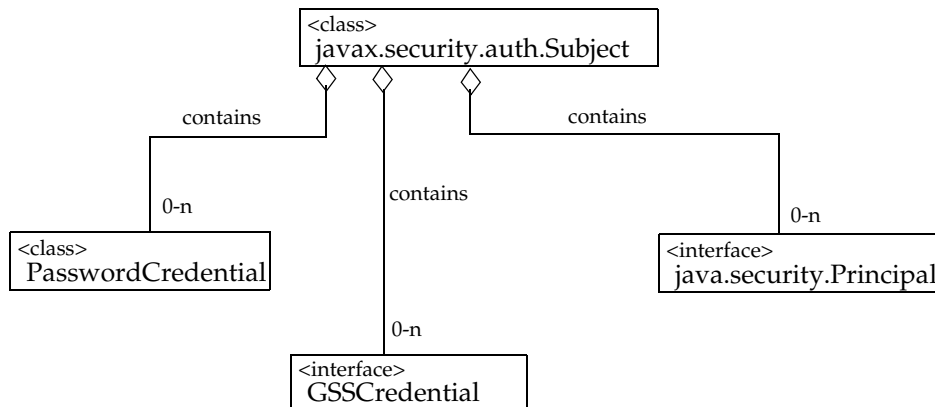 <class>
javax.security.auth.Subject
contains
contains
contains
0-n
0-n
<class>
PasswordCredential
<interface>
java.security.Principal
0-n
<interface>
GSSCredential